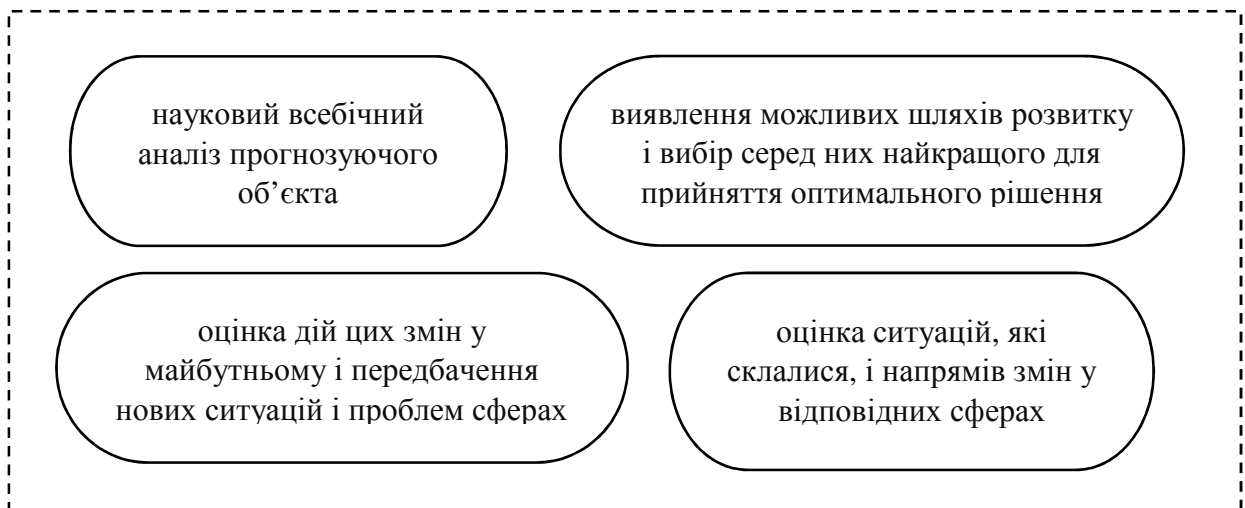 науковий всебічний
аналіз прогнозуючого
об’єкта
виявлення можливих шляхів розвитку
і вибір серед них найкращого для
прийняття оптимального рішення
оцінка дій цих змін у
майбутньому і передбачення
нових ситуацій і проблем сферах
оцінка ситуацій, які
склалися, і напрямів змін у
відповідних сферах